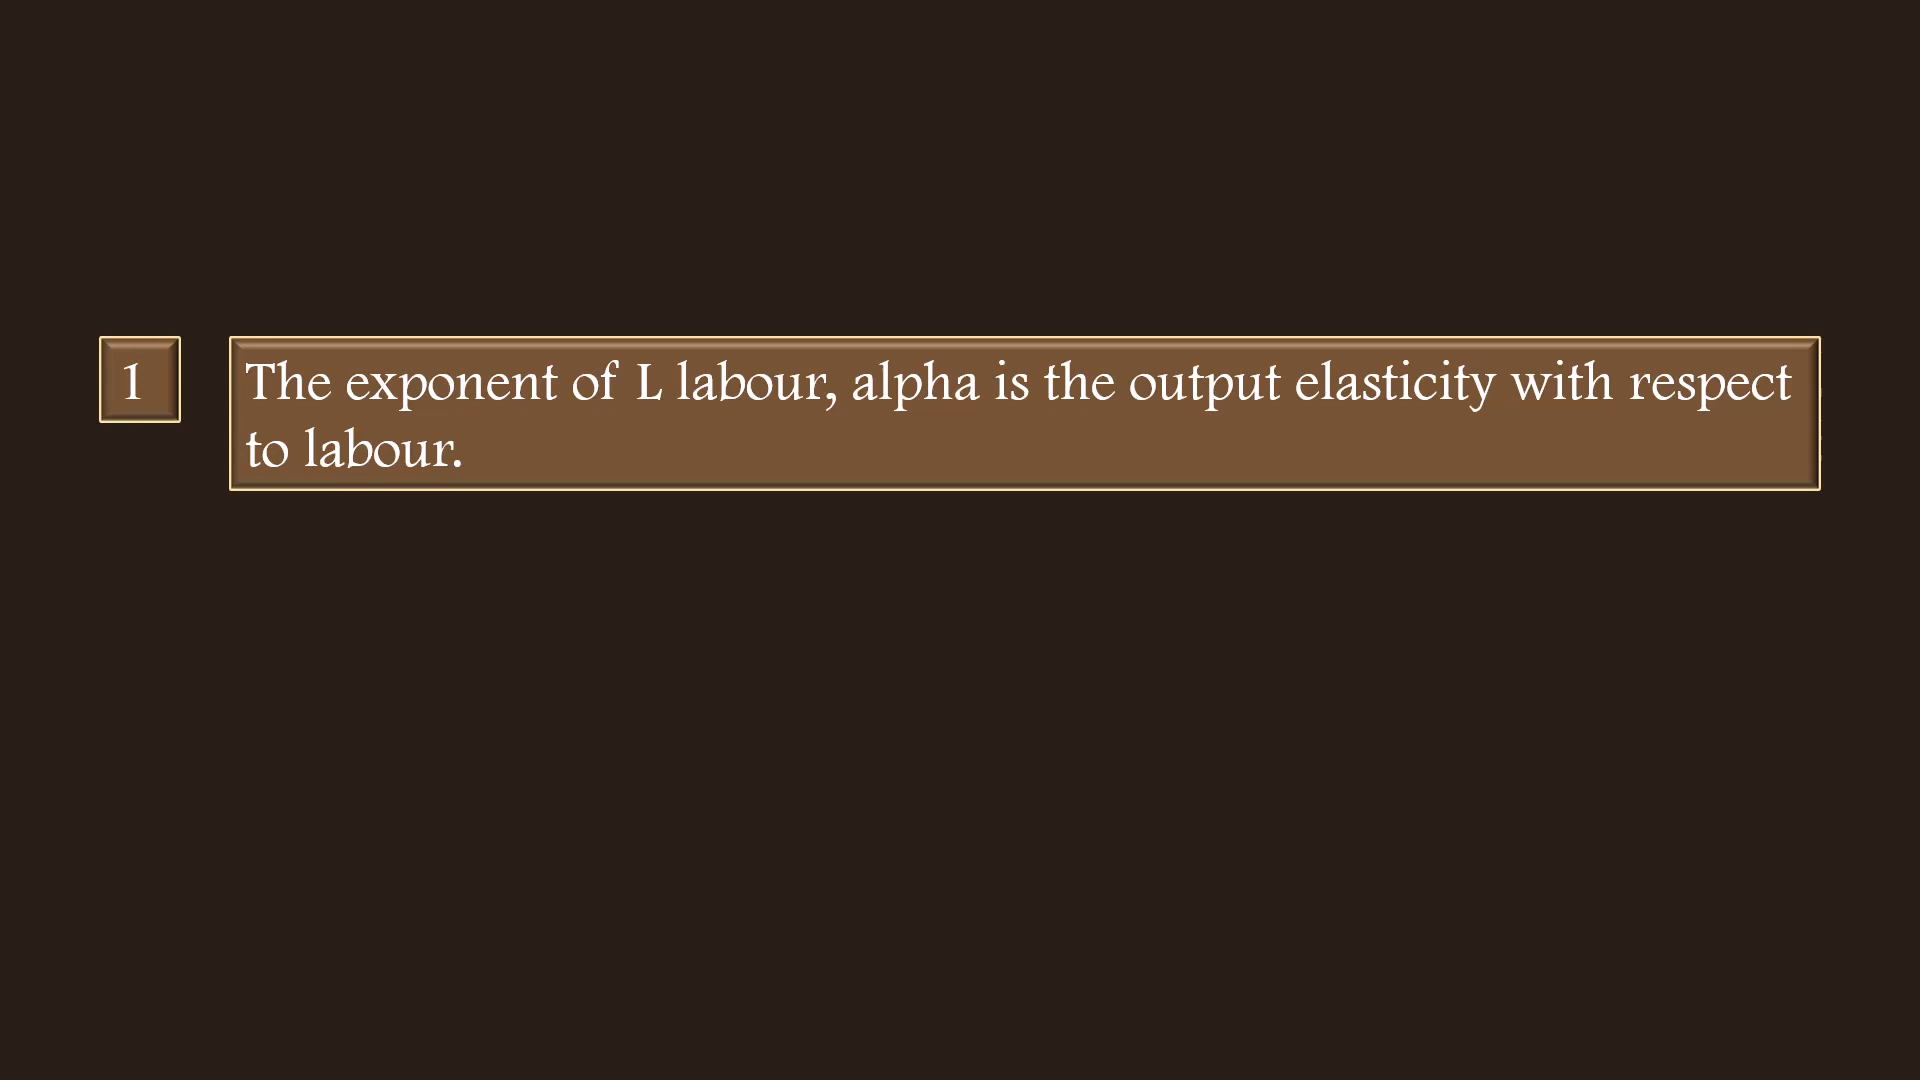 1
The exponent of L labour, alpha is the output elasticity with respect
to labour.